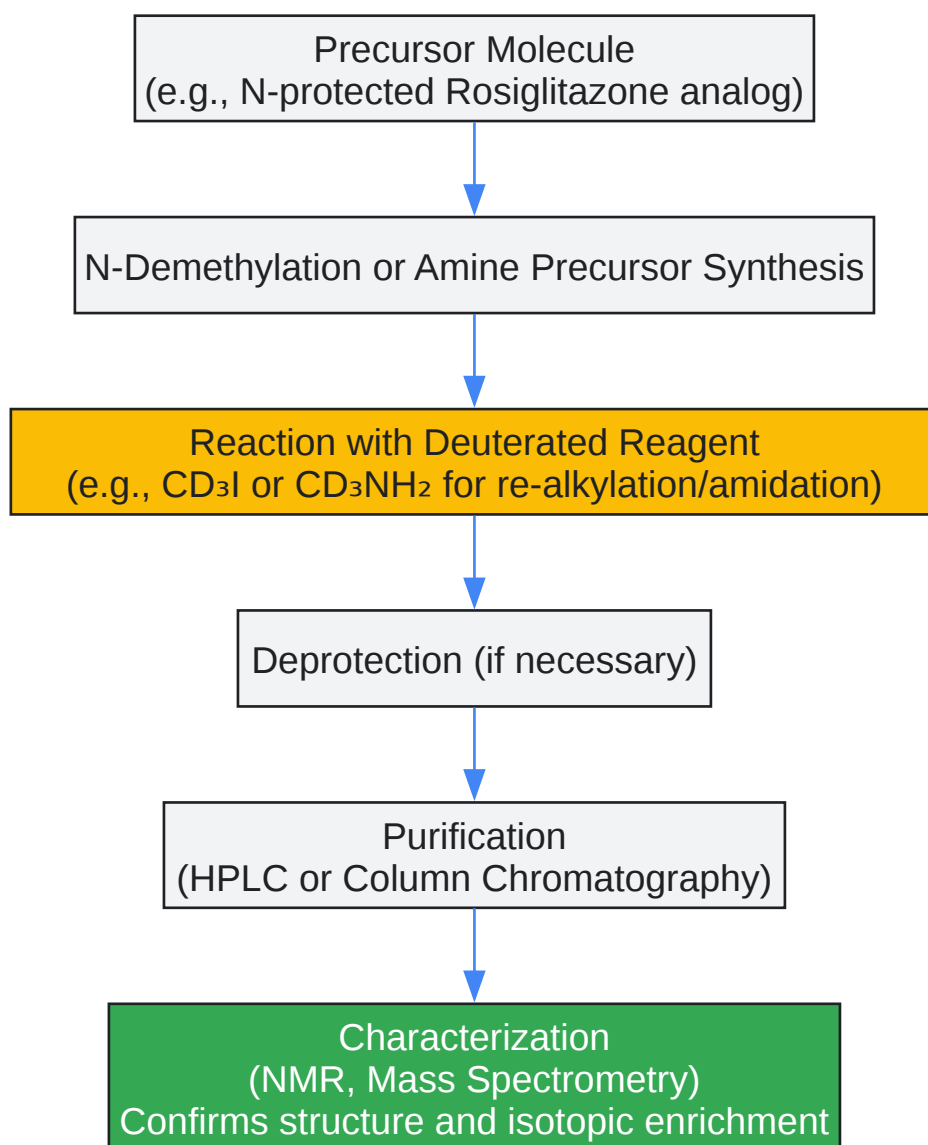 Precursor Molecule
(e.g., N-protected Rosiglitazone analog)
N-Demethylation or Amine Precursor Synthesis
Reaction with Deuterated Reagent
(e.g., CD₃I or CD₃NH₂ for re-alkylation/amidation)
Deprotection (if necessary)
Purification
(HPLC or Column Chromatography)
Characterization
(NMR, Mass Spectrometry)
Confirms structure and isotopic enrichment